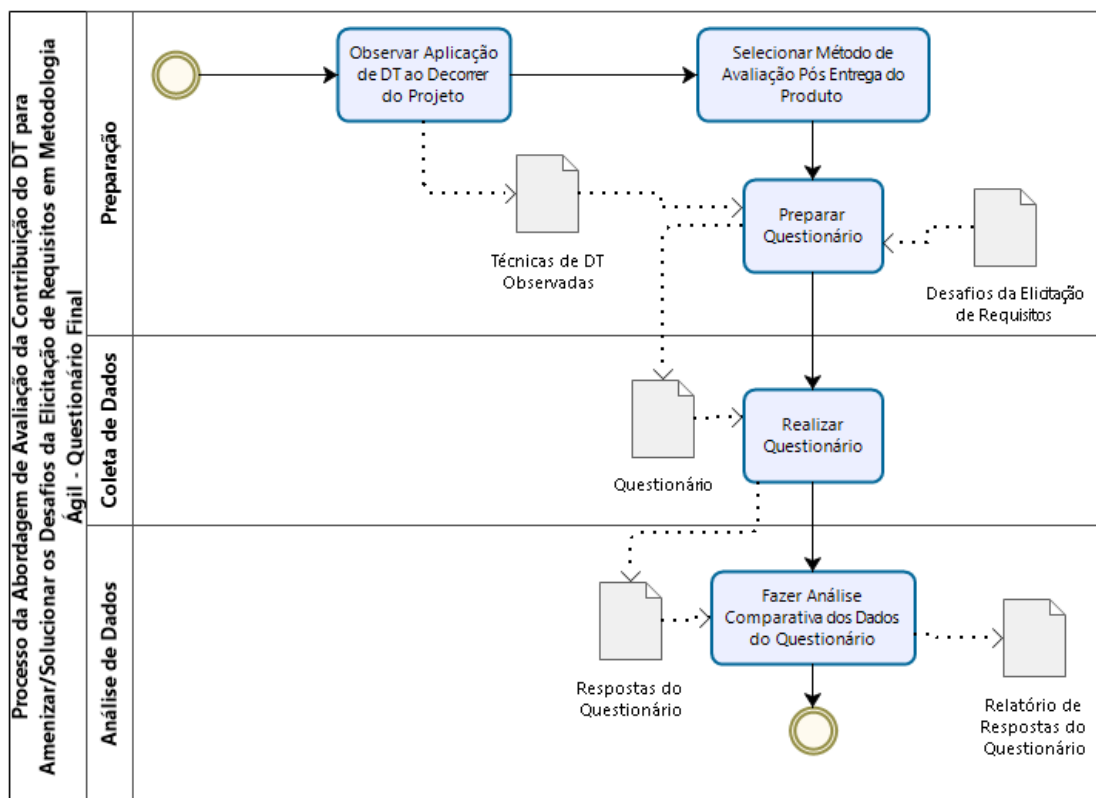 Processo da Abordagem de Avaliação da Contribuição do DT para
Amenizar/Solucionar os Desafios da Elicitação de Requisitos em Metodologia
Ágil - Questionário Final
Preparação
Observar Aplicação
de DT ao Decorrer
do Projeto
Selecionar Método de
Avaliação Pós Entrega do
Produto
Técnicas de DT
Observadas
Preparar
Questionário
Desafios da Elicitação
de Requisitos
Coleta de Dados
Questionário
Realizar
Questionário
Análise de Dados
Respostas do
Questionário
Fazer Análise
Comparativa dos Dados
do Questionário
Relatório de
Respostas do
Questionário